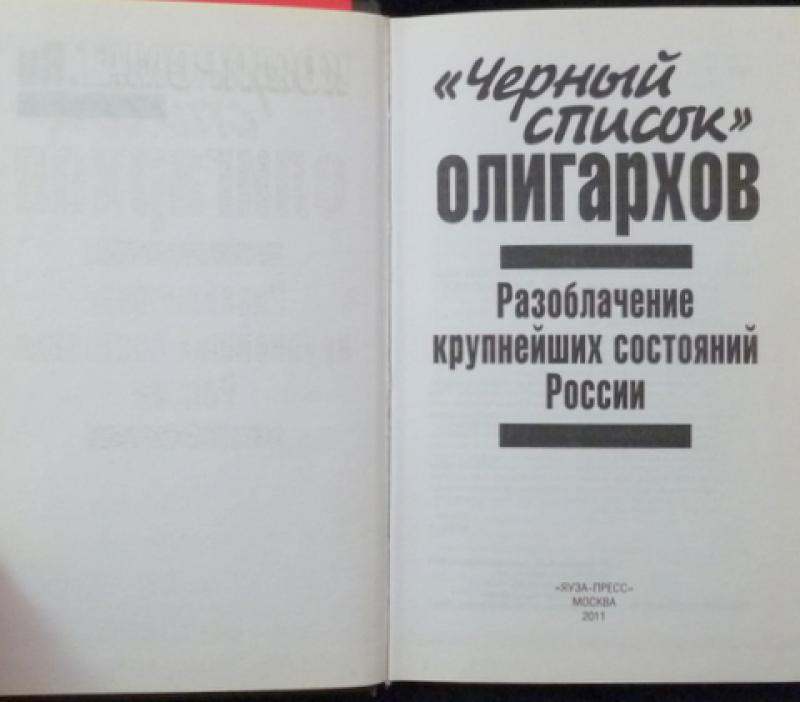 «Черный
список»
олигархов
Разоблачение
крупнейших состояний
России
«ЯУЗА-ПРЕСС»
МОСКВА
2011